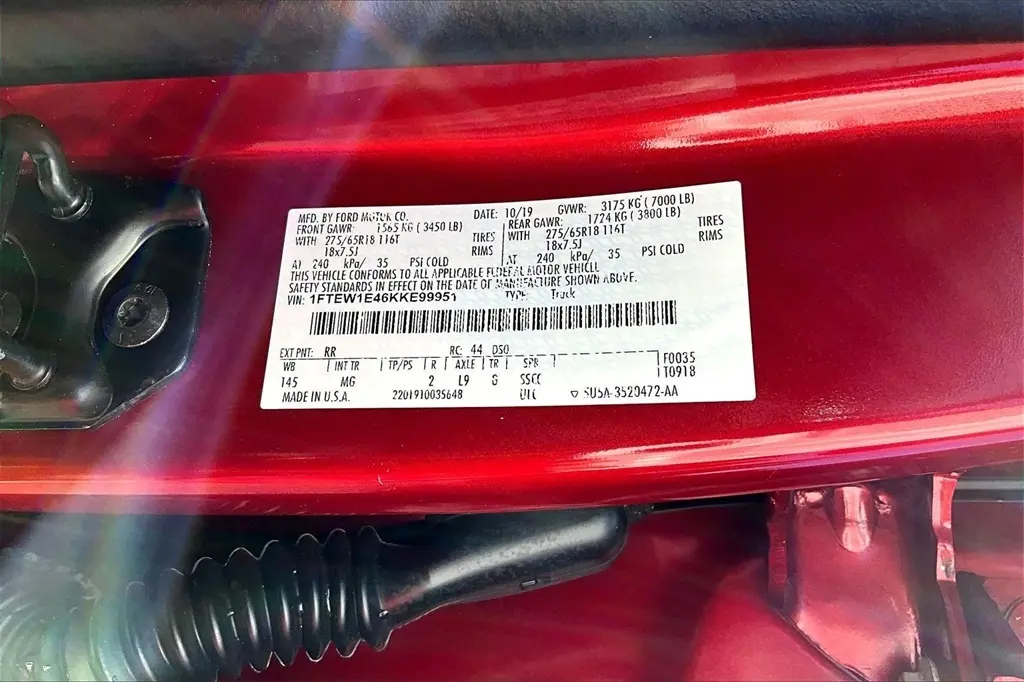 MFD. BY FORD MOTOR CO. DATE: 10/19 GVWR: 3175 KG ( 7000 LB)
FRONT GAWR: 1565 KG ( 3450 LB) REAR GAWR: 1724 KG ( 3800 LB)
WITH 275/65R18 116T TIRES WITH 275/65R18 116T TIRES
18x7.5J RIMS 18x7.5J RIMS
AT 240 kPa/ 35 PSI COLD AT 240 kPa/ 35 PSI COLD
THIS VEHICLE CONFORMS TO ALL APPLICABLE FEDERAL MOTOR VEHICLE
SAFETY STANDARDS IN EFFECT ON THE DATE OF MANUFACTURE SHOWN ABOVE.
VIN: 1FTEW1E46KKE99951 TYPE: Truck
EXT PNT: RR RC: 44 DSO: F0035
WB INT TR TP/PS R AXLE TR SPR T0918
145 MG 2 L9 G
MADE IN U.S.A. 2201910035648 ▽ 5U5A-3520472-AA